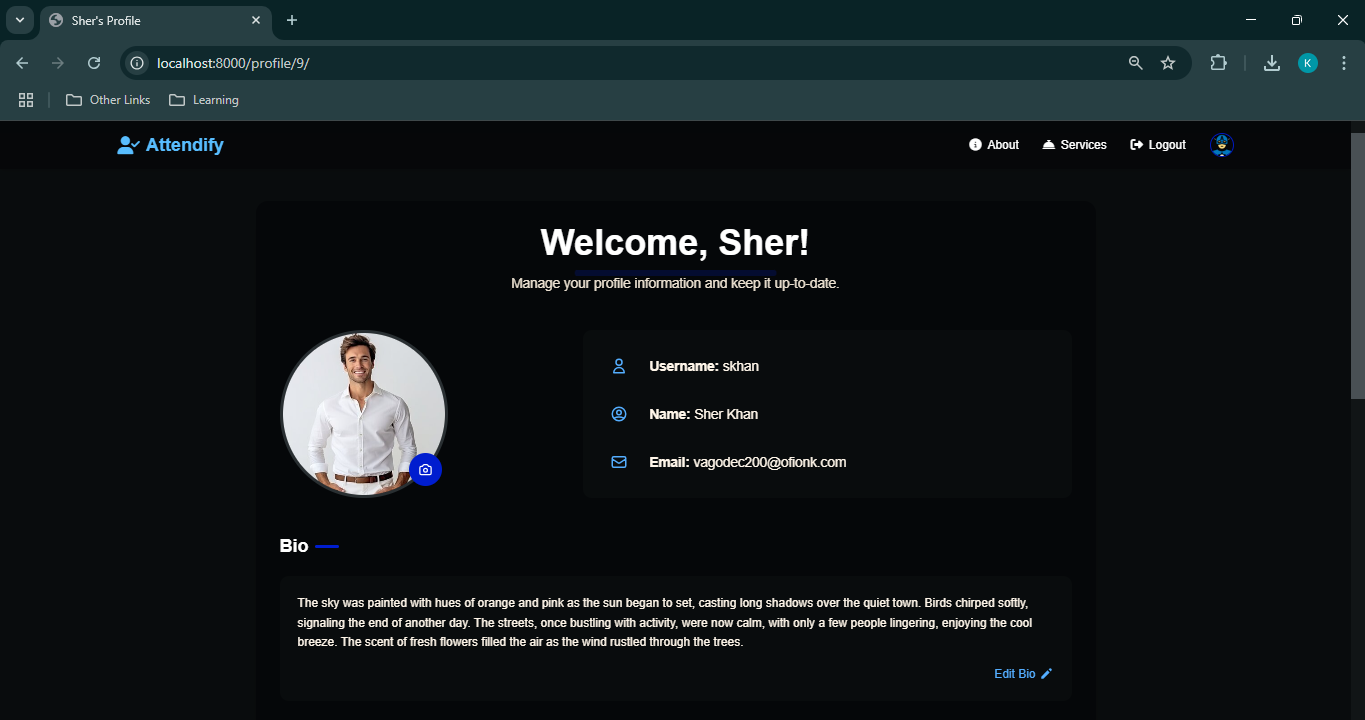 Sher's Profile
localhost:8000/profile/9/
K
Other Links
Learning
Attendify
About
Services
Logout
Welcome, Sher!
Manage your profile information and keep it up-to-date.
Username: skhan
Name: Sher Khan
Email: vagodec200@ofionk.com
Bio
The sky was painted with hues of orange and pink as the sun began to set, casting long shadows over the quiet town. Birds chirped softly,
signaling the end of another day. The streets, once bustling with activity, were now calm, with only a few people lingering, enjoying the cool
breeze. The scent of fresh flowers filled the air as the wind rustled through the trees.
Edit Bio